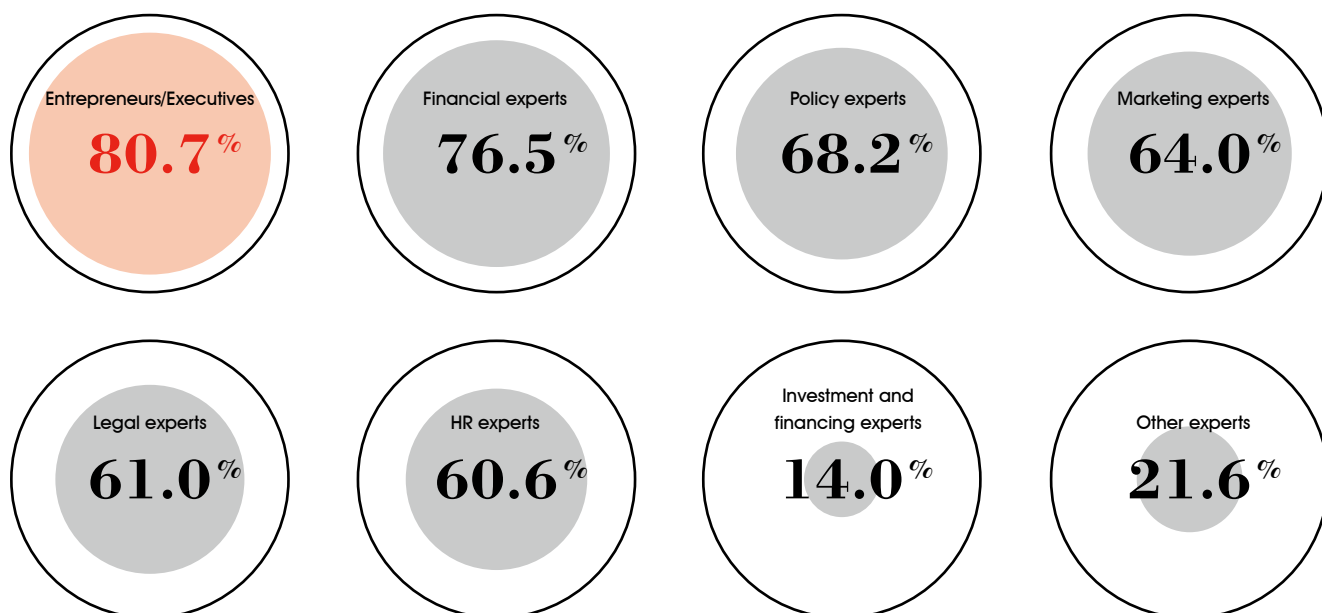 Entrepreneurs/Executives
80.7%
Financial experts
76.5%
Policy experts
68.2%
Marketing experts
64.0%
Legal experts
61.0%
HR experts
60.6%
Investment and
financing experts
14.0%
Other experts
21.6%